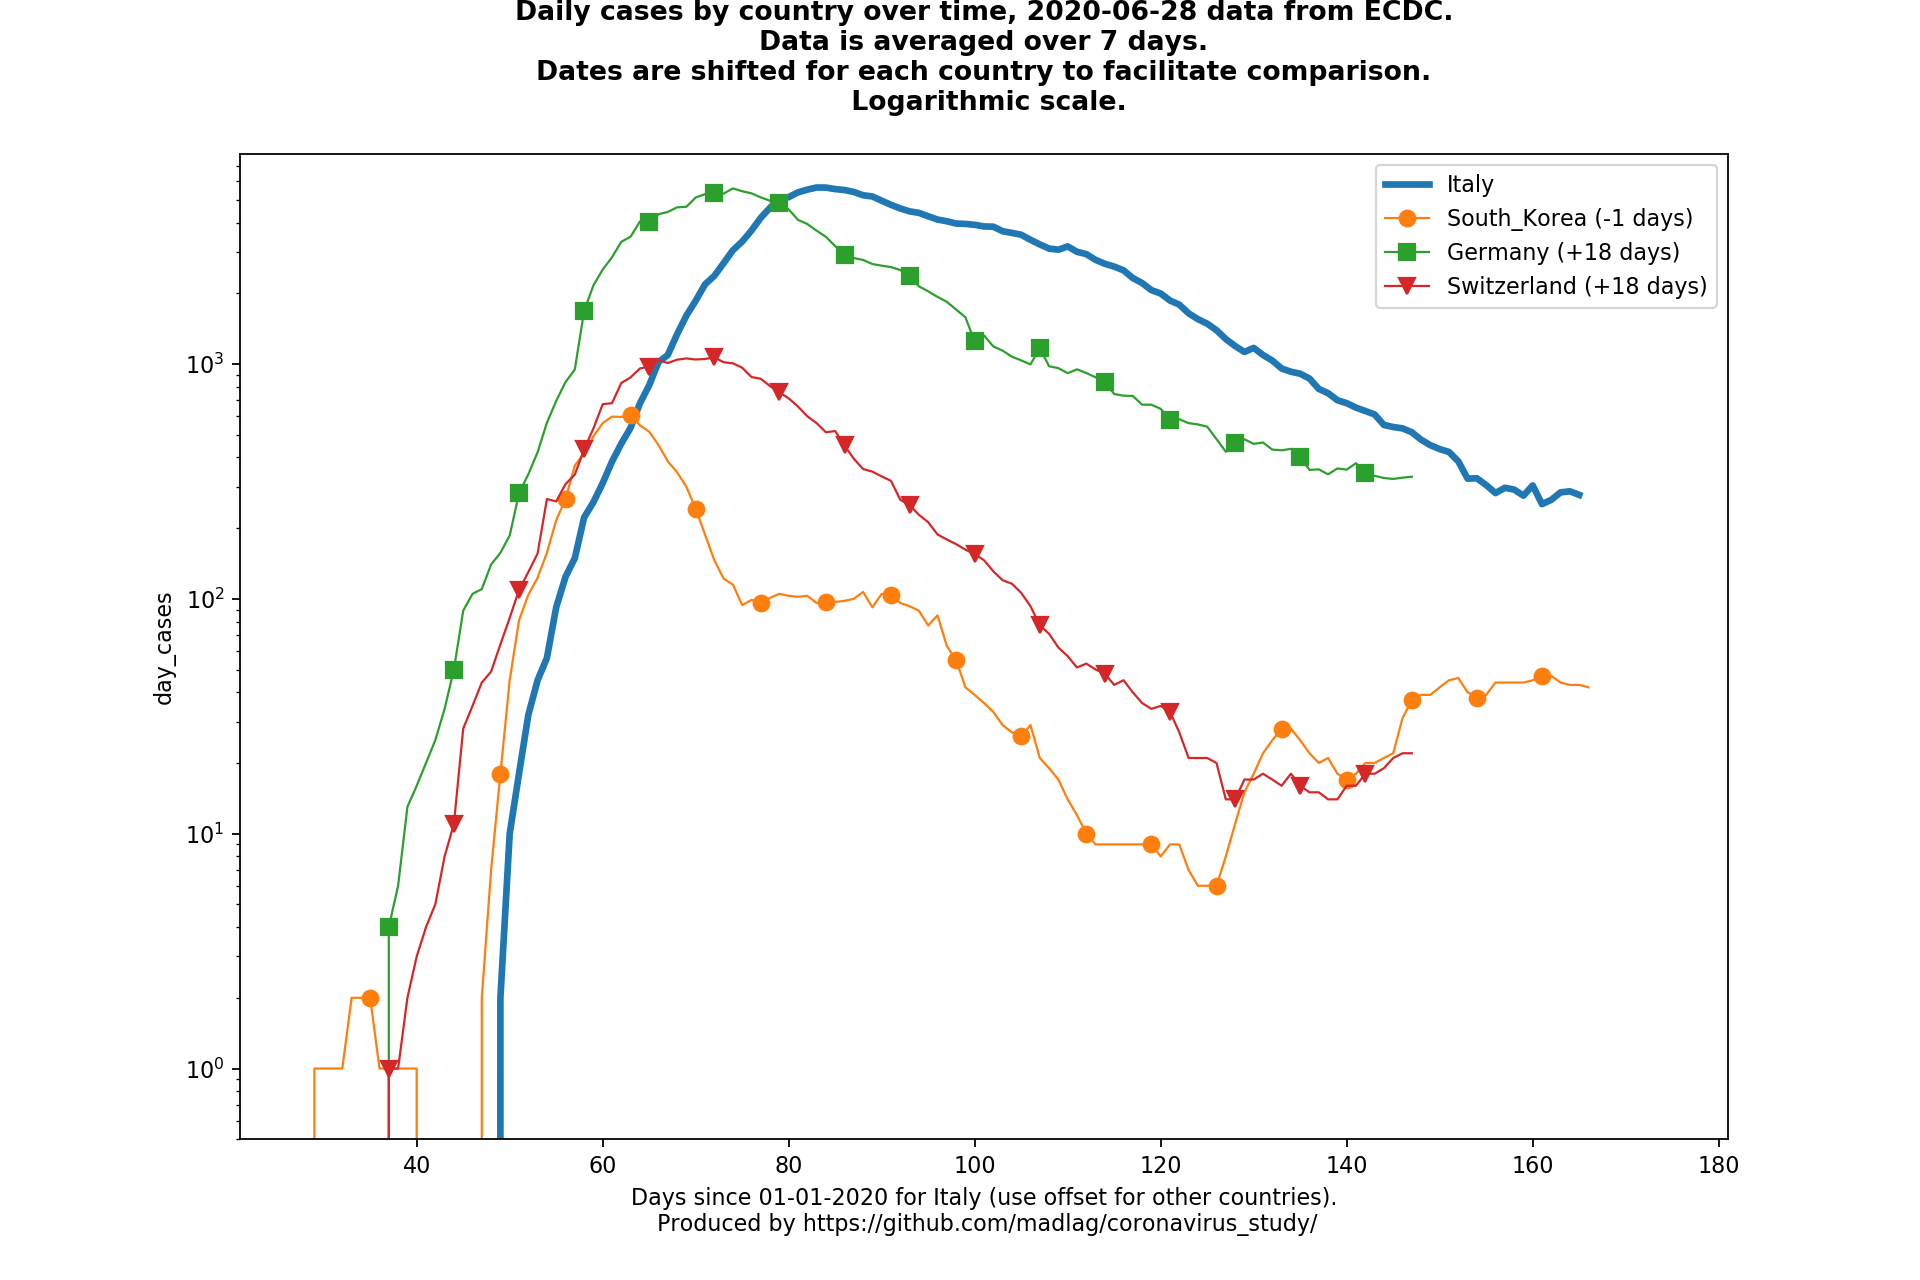 Daily cases by country over time, 2020-06-28 data from ECDC.
Data is averaged over 7 days.
Dates are shifted for each country to facilitate comparison.
Logarithmic scale.
Italy
South_Korea (-1 days)
Germany (+18 days)
Switzerland (+18 days)
day_cases
10³
10²
10¹
10⁰
40 60 80 100 120 140 160 180
Days since 01-01-2020 for Italy (use offset for other countries).
Produced by https://github.com/madlag/coronavirus_study/